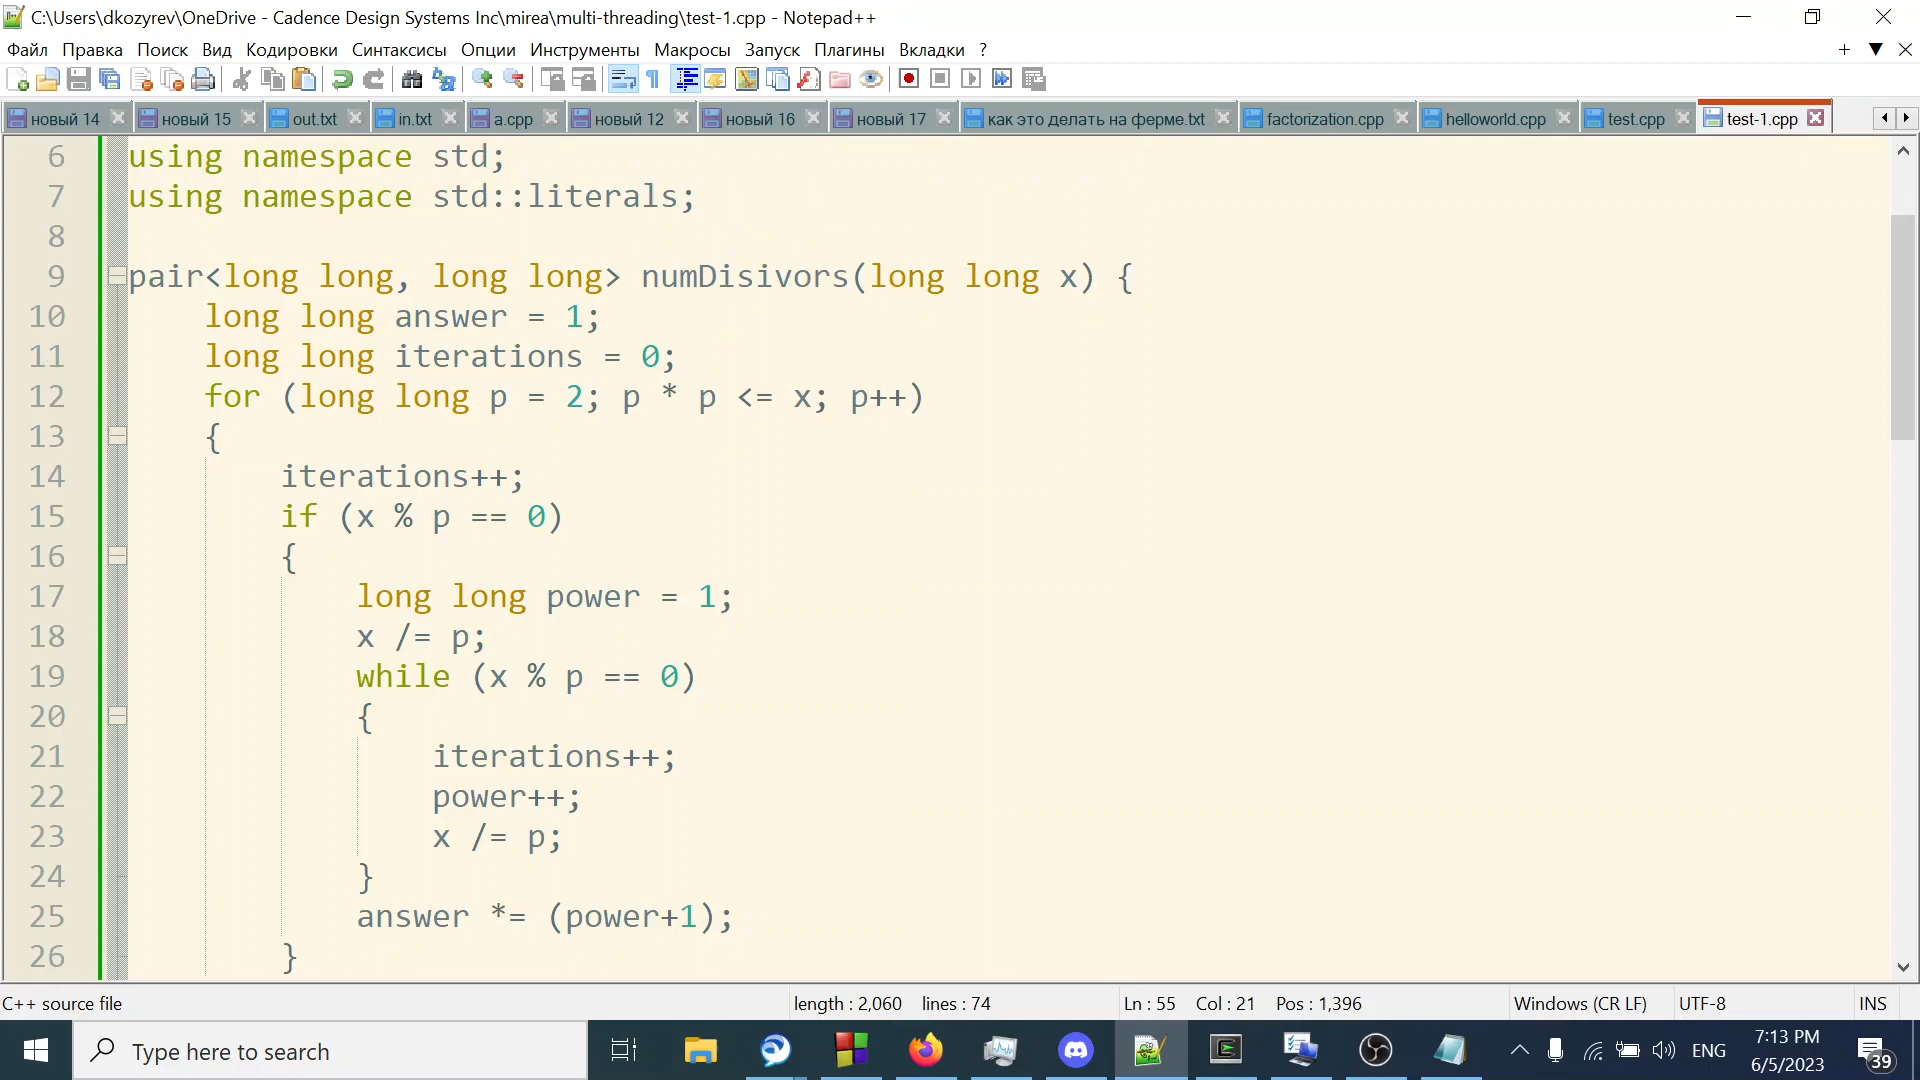 C:\Users\dkozyrev\OneDrive - Cadence Design Systems Inc\mirea\multi-threading\test-1.cpp - Notepad++
Файл Правка Поиск Вид Кодировки Синтаксисы Опции Инструменты Макросы Запуск Плагины Вкладки ?
новый 14 новый 15 out.txt in.txt a.cpp новый 12 новый 16 новый 17 как это делать на ферме.txt factorization.cpp helloworld.cpp test.cpp test-1.cpp
6 using namespace std;
7 using namespace std::literals;
8
9 pair<long long, long long> numDisivors(long long x) {
10 long long answer = 1;
11 long long iterations = 0;
12 for (long long p = 2; p * p <= x; p++)
13 {
14 iterations++;
15 if (x % p == 0)
16 {
17 long long power = 1;
18 x /= p;
19 while (x % p == 0)
20 {
21 iterations++;
22 power++;
23 x /= p;
24 }
25 answer *= (power+1);
26 }
C++ source file length : 2,060 lines : 74 Ln : 55 Col : 21 Pos : 1,396 Windows (CR LF) UTF-8 INS
Type here to search ENG 7:13 PM
6/5/2023 39